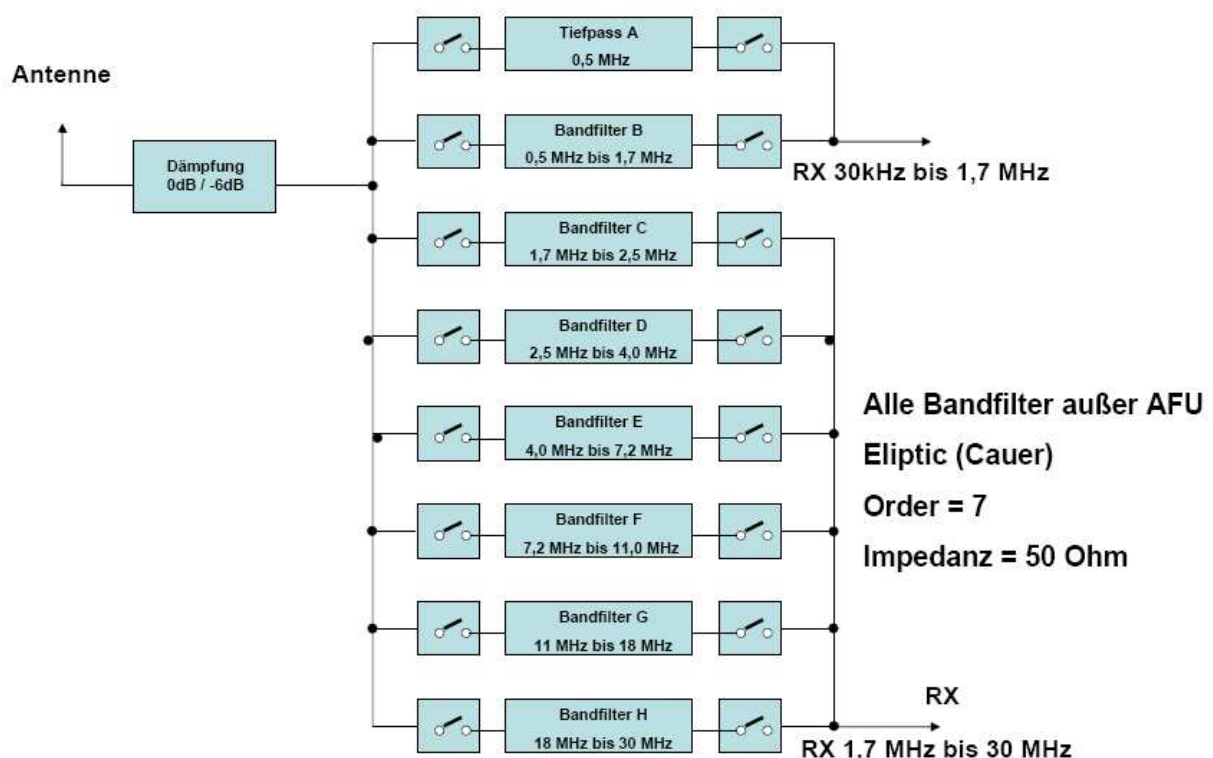 Antenne
Dämpfung
0dB / -6dB
Tiefpass A
0,5 MHz
Bandfilter B
0,5 MHz bis 1,7 MHz
RX 30kHz bis 1,7 MHz
Bandfilter C
1,7 MHz bis 2,5 MHz
Bandfilter D
2,5 MHz bis 4,0 MHz
Bandfilter E
4,0 MHz bis 7,2 MHz
Bandfilter F
7,2 MHz bis 11,0 MHz
Bandfilter G
11 MHz bis 18 MHz
Bandfilter H
18 MHz bis 30 MHz
Alle Bandfilter außer AFU
Eliptic (Cauer)
Order = 7
Impedanz = 50 Ohm
RX
RX 1.7 MHz bis 30 MHz